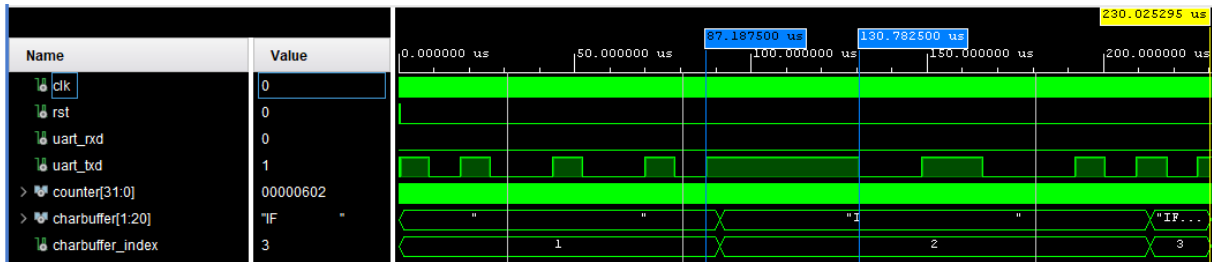 230.025295 us
87.187500 us 130.782500 us
Name Value 0.000000 us 50.000000 us 100.000000 us 150.000000 us 200.000000 us
clk 0
rst 0
uart_rxd 0
uart_txd 1
counter[31:0] 00000602
charbuffer[1:20] "IF " " " "I " "IF...
charbuffer_index 3 1 2 3